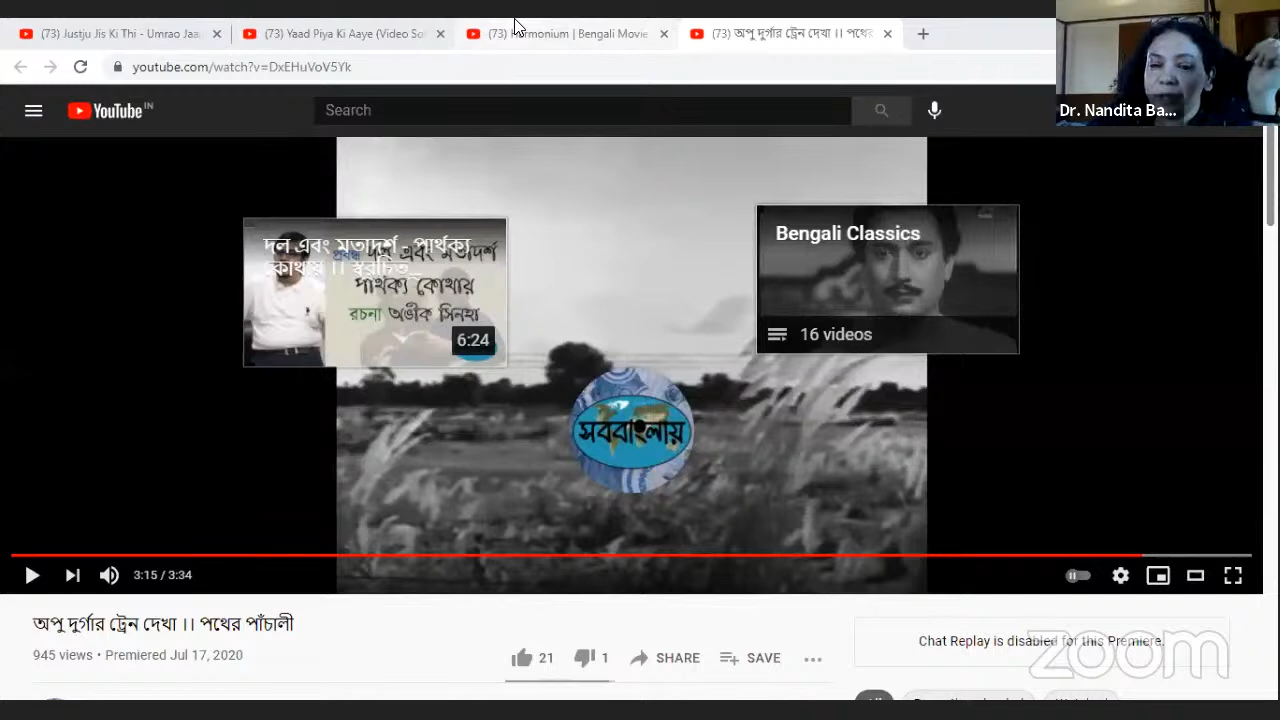 (73) Justju Jis Ki Thi - Umrao Jaa
(73) Yaad Piya Ki Aaye (Video So
(73) rmonium | Bengali Movie
(73) অপু দুর্গার ট্রেন দেখা ।। পথের
youtube.com/watch?v=DxEHuVoV5Yk
Dr. Nandita Ba...
YouTube IN
Search
দল এবং মতাদর্শ - পার্থক্য
কোথায় ।। স্বরচিত...
প্রবন্ধ দল এবং মতাদর্শ
পার্থক্য কোথায়
রচনা অভীক সিনহা
6:24
Bengali Classics
16 videos
সববাংলায়
3:15 / 3:34
অপু দুর্গার ট্রেন দেখা ।। পথের পাঁচালী
945 views • Premiered Jul 17, 2020
21
1
SHARE
SAVE
Chat Replay is disabled for this Premiere.
zoom